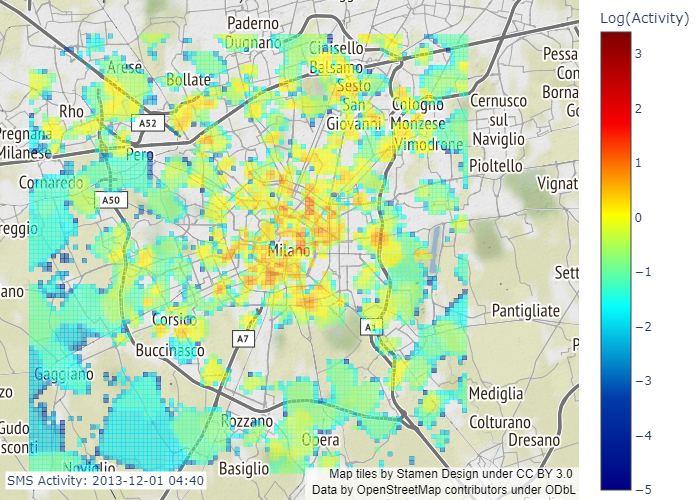 Log(Activity)
3
2
1
0
−1
−2
−3
−4
−5
Paderno
Dugnano
Cinisello
Balsamo
Arese
Bollate
Sesto
San
Giovanni
Cologno
Monzese
Vimodrone
Cernusco
sul
Naviglio
Pessa
Con
Borna
Go
Rho
A52
Pregnana
Milanese
Pero
Pioltello
Cornaredo
A50
Vignat
reggio
Milano
Sett
ano
Corsico
A7
A1
Pantigliate
P
Buccinasco
Gaggiano
zo
Mediglia
Rozzano
Colturano
Gudo
sconti
Opera
Dresano
Noviglio
Basiglio
SMS Activity: 2013-12-01 04:40
Map tiles by Stamen Design under CC BY 3.0
Data by OpenStreetMap contributors under ODbL